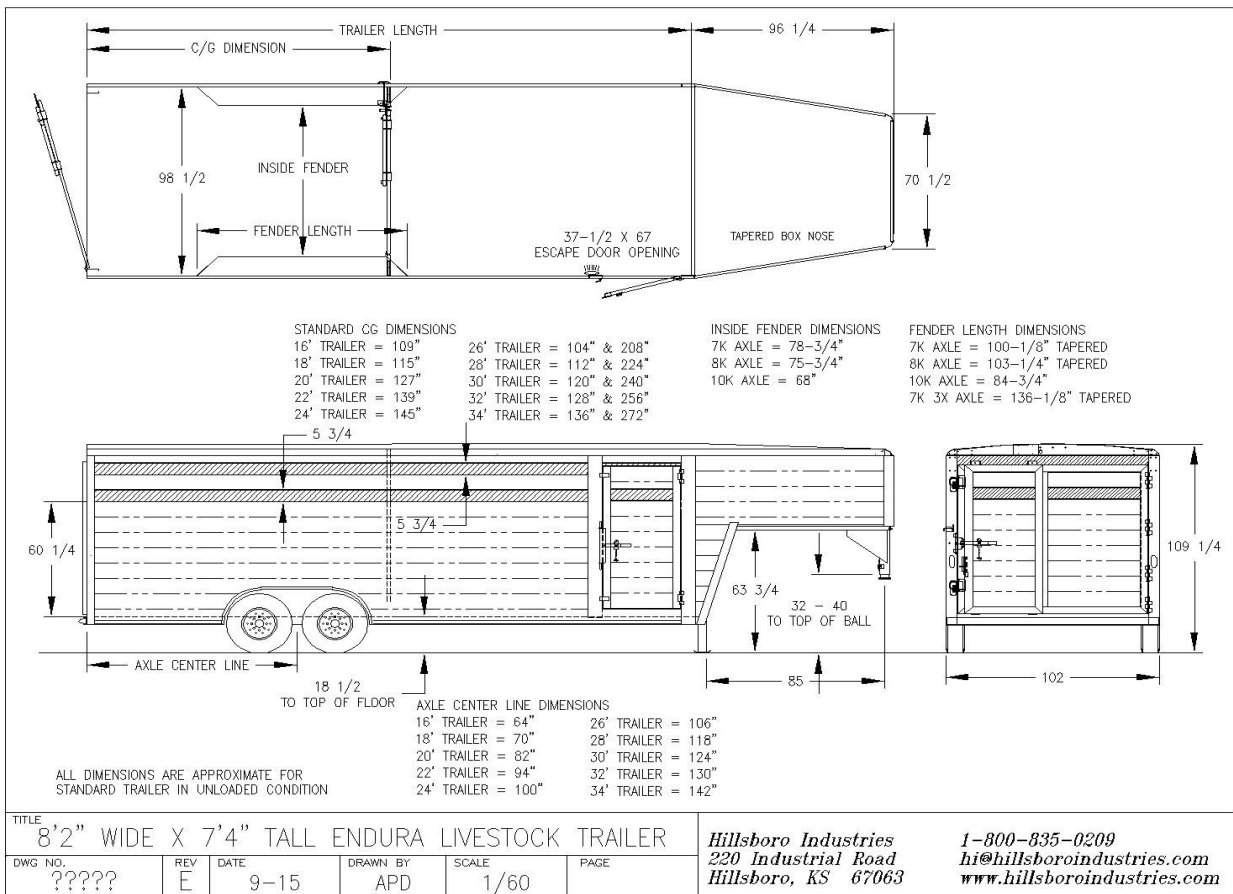 TRAILER LENGTH
96 1/4
C/G DIMENSION
98 1/2
INSIDE FENDER
70 1/2
FENDER LENGTH
37-1/2 X 67
ESCAPE DOOR OPENING
TAPERED BOX NOSE
STANDARD CG DIMENSIONS
16' TRAILER = 109"
18' TRAILER = 115"
20' TRAILER = 127"
22' TRAILER = 139"
24' TRAILER = 145"
26' TRAILER = 104" & 208"
28' TRAILER = 112" & 224"
30' TRAILER = 120" & 240"
32' TRAILER = 128" & 256"
34' TRAILER = 136" & 272"
INSIDE FENDER DIMENSIONS
7K AXLE = 78-3/4"
8K AXLE = 75-3/4"
10K AXLE = 68"
FENDER LENGTH DIMENSIONS
7K AXLE = 100-1/8" TAPERED
8K AXLE = 103-1/4" TAPERED
10K AXLE = 84-3/4"
7K 3X AXLE = 136-1/8" TAPERED
5 3/4
5 3/4
60 1/4
63 3/4
32 - 40
TO TOP OF BALL
109 1/4
AXLE CENTER LINE
18 1/2
TO TOP OF FLOOR
85
102
AXLE CENTER LINE DIMENSIONS
16' TRAILER = 64"
18' TRAILER = 70"
20' TRAILER = 82"
22' TRAILER = 94"
24' TRAILER = 100"
26' TRAILER = 106"
28' TRAILER = 118"
30' TRAILER = 124"
32' TRAILER = 130"
34' TRAILER = 142"
ALL DIMENSIONS ARE APPROXIMATE FOR
STANDARD TRAILER IN UNLOADED CONDITION
TITLE
8'2" WIDE X 7'4" TALL ENDURA LIVESTOCK TRAILER
DWG NO.
?????
REV
E
DATE
9-15
DRAWN BY
APD
SCALE
1/60
PAGE
Hillsboro Industries
220 Industrial Road
Hillsboro, KS 67063
1-800-835-0209
hi@hillsboroindustries.com
www.hillsboroindustries.com